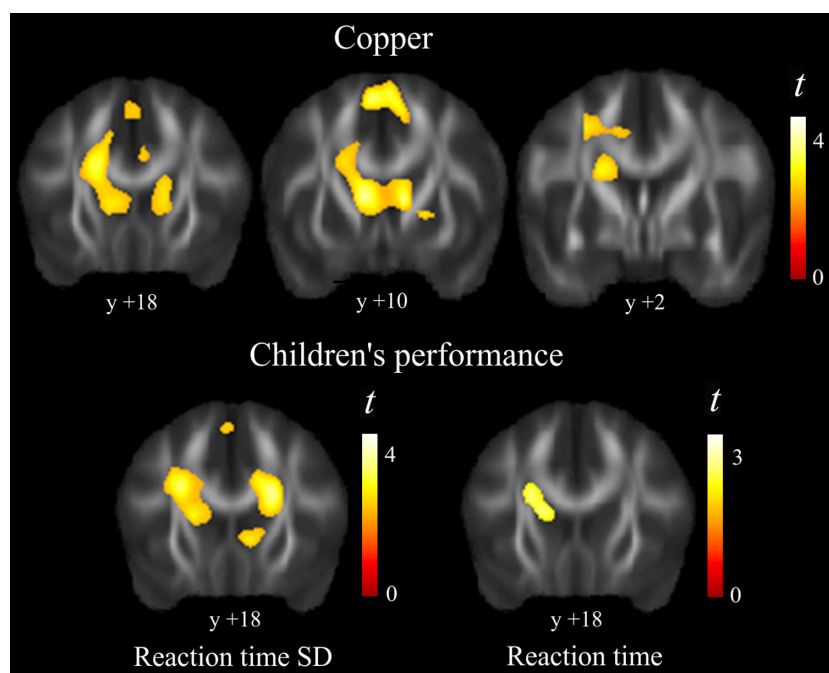 Copper
t
4
0
y +18
y +10
y +2
Children's performance
t
4
0
t
3
0
y +18
y +18
Reaction time SD
Reaction time